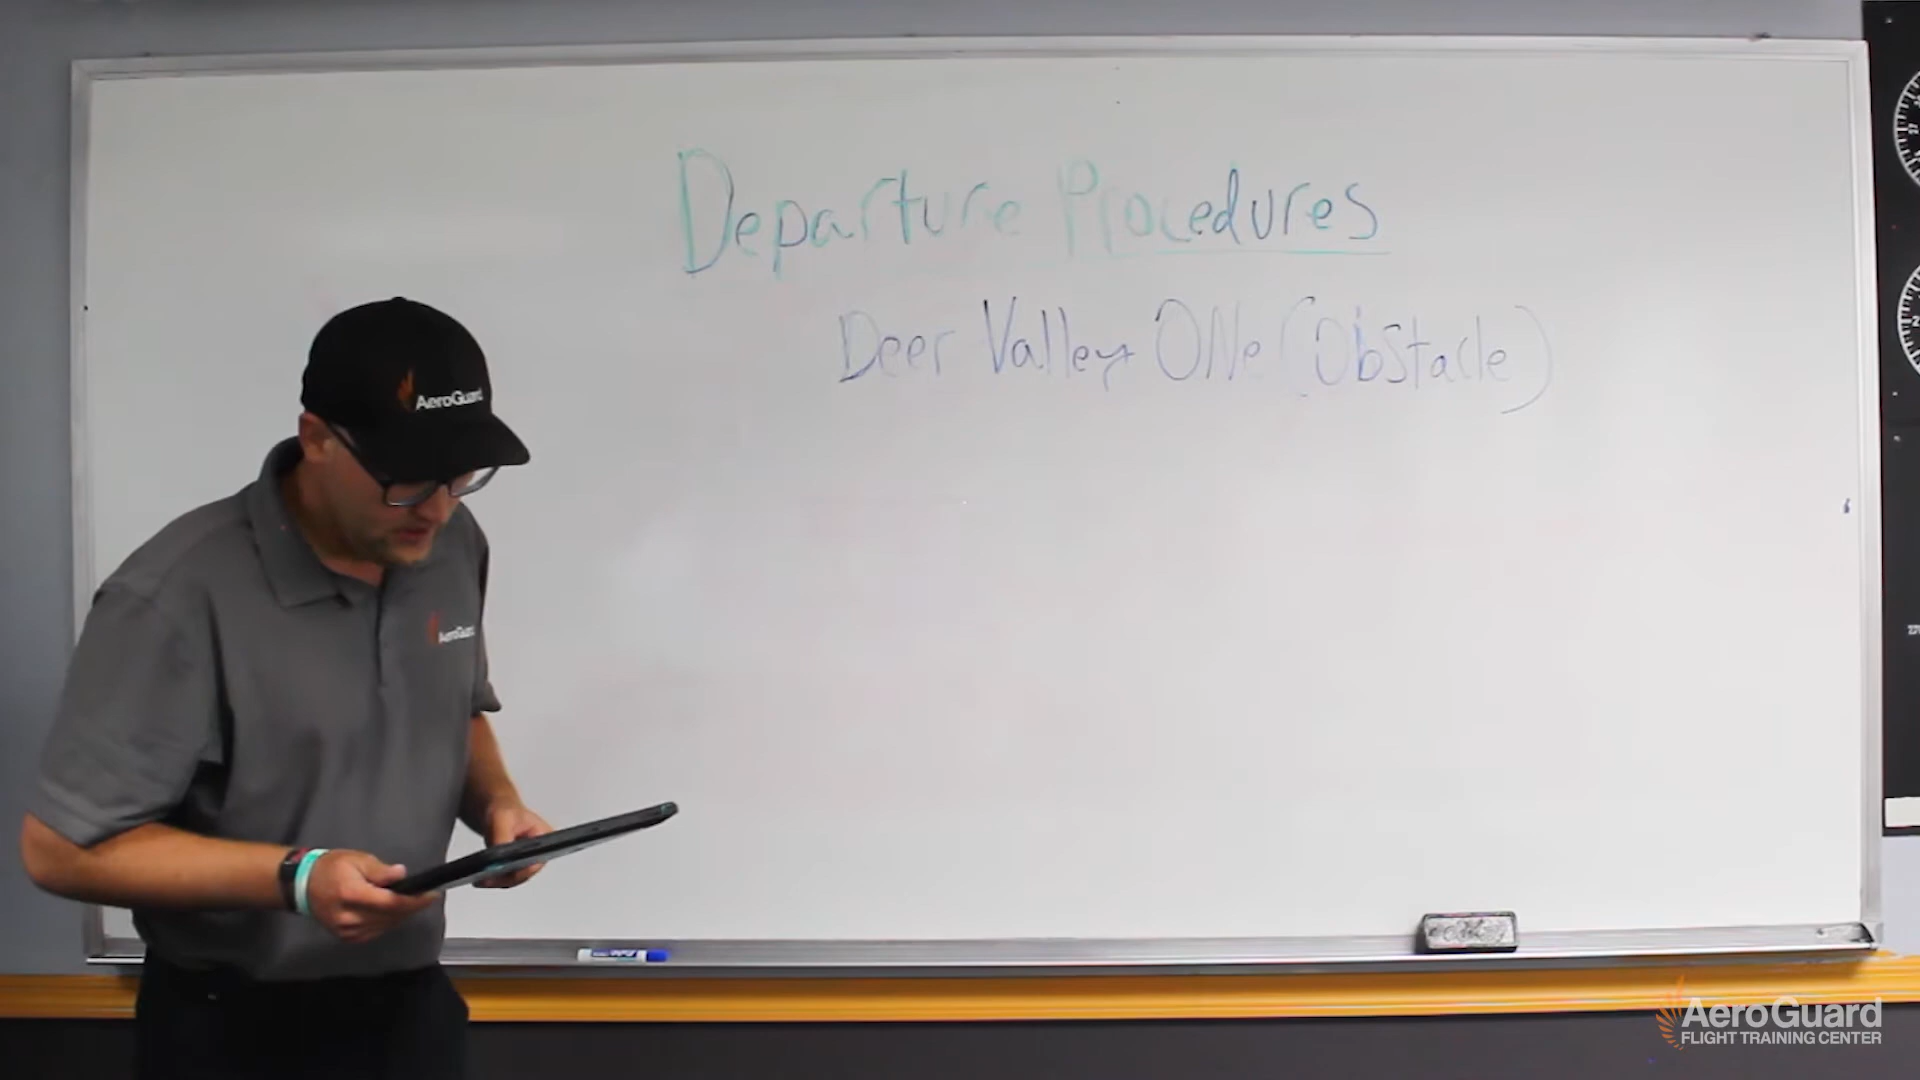 Departure Procedures
Deer Valley ONe (Obstacle)
AeroGuard
AeroGuard
AeroGuard
FLIGHT TRAINING CENTER